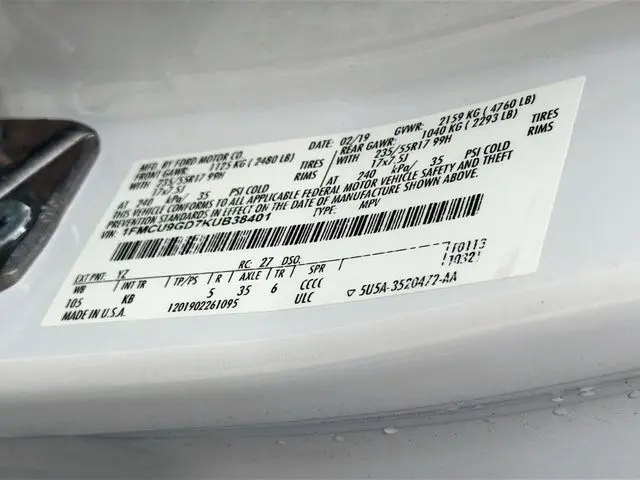 MFD. BY FORD MOTOR CO.
DATE: 02/19 GVWR: 2159 KG ( 4760 LB)
FRONT GAWR: 1125 KG ( 2480 LB) REAR GAWR: 1040 KG ( 2293 LB)
WITH 235/55R17 99H TIRES WITH 235/55R17 99H TIRES
17x7.5J RIMS 17x7.5J RIMS
AT 240 kPa/ 35 PSI COLD AT 240 kPa/ 35 PSI COLD
THIS VEHICLE CONFORMS TO ALL APPLICABLE FEDERAL MOTOR VEHICLE SAFETY AND THEFT
PREVENTION STANDARDS IN EFFECT ON THE DATE OF MANUFACTURE SHOWN ABOVE.
VIN: 1FMCU9GD7KUB38401
TYPE: MPV
EXT PNT: YZ RC: 27 DSO:
WB INT TR TP/PS R AXLE TR SPR
105 KB 5 35 6 CCCC
MADE IN U.S.A. 1201902261095 ULC
5U5A-3520472-AA